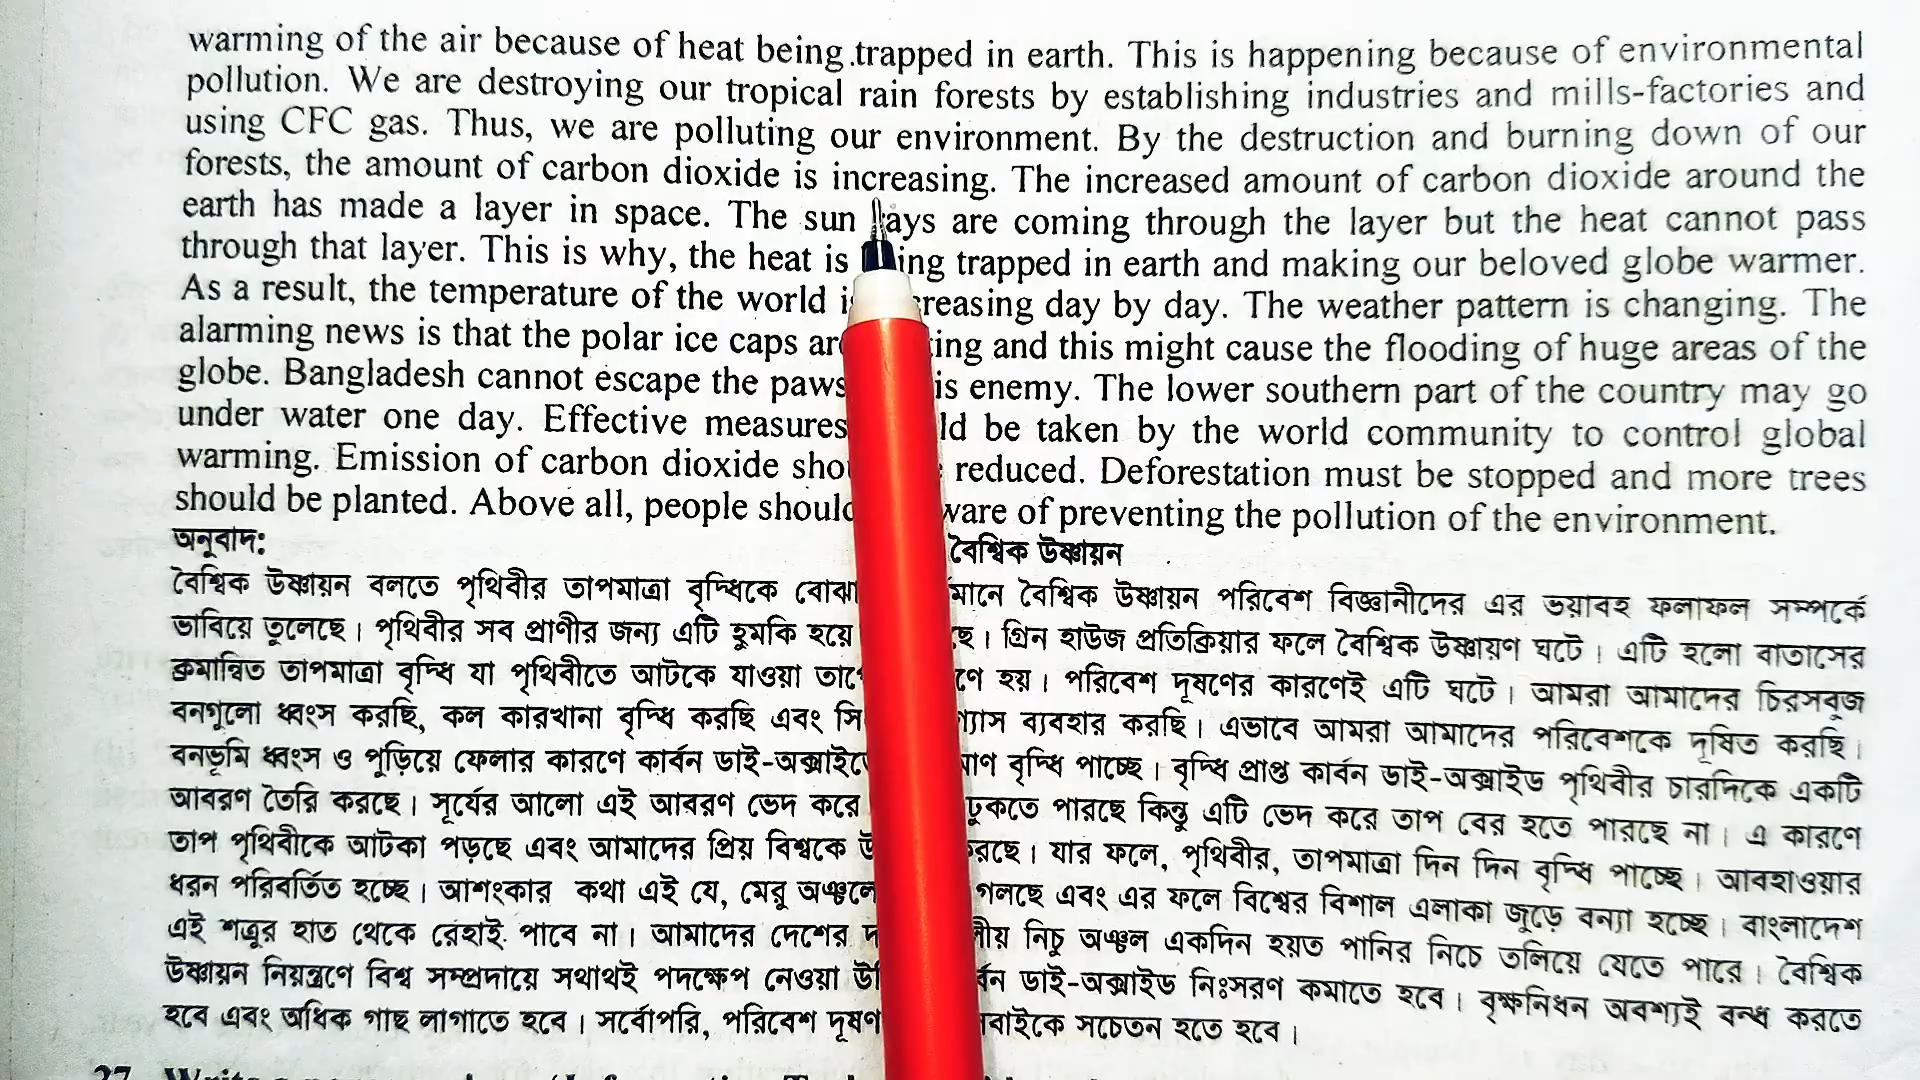 warming of the air because of heat being trapped in earth. This is happening because of environmental
pollution. We are destroying our tropical rain forests by establishing industries and mills-factories and
using CFC gas. Thus, we are polluting our environment. By the destruction and burning down of our
forests, the amount of carbon dioxide is increasing. The increased amount of carbon dioxide around the
earth has made a layer in space. The sun ays are coming through the layer but the heat cannot pass
through that layer. This is why, the heat is ing trapped in earth and making our beloved globe warmer.
As a result, the temperature of the world i creasing day by day. The weather pattern is changing. The
alarming news is that the polar ice caps ar ting and this might cause the flooding of huge areas of the
globe. Bangladesh cannot escape the paws is enemy. The lower southern part of the country may go
under water one day. Effective measures ld be taken by the world community to control global
warming. Emission of carbon dioxide sho reduced. Deforestation must be stopped and more trees
should be planted. Above all, people should ware of preventing the pollution of the environment.
অনুবাদ: বৈশ্বিক উষ্ণায়ন
বৈশ্বিক উষ্ণায়ন বলতে পৃথিবীর তাপমাত্রা বৃদ্ধিকে বোঝা মানে বৈশ্বিক উষ্ণায়ন পরিবেশ বিজ্ঞানীদের এর ভয়াবহ ফলাফল সম্পর্কে
ভাবিয়ে তুলেছে। পৃথিবীর সব প্রাণীর জন্য এটি হুমকি হয়ে ছে। গ্রিন হাউজ প্রতিক্রিয়ার ফলে বৈশ্বিক উষ্ণায়ণ ঘটে। এটি হলো বাতাসের
ক্রমান্বিত তাপমাত্রা বৃদ্ধি যা পৃথিবীতে আটকে যাওয়া তাপে ণে হয়। পরিবেশ দূষণের কারণেই এটি ঘটে। আমরা আমাদের চিরসবুজ
বনগুলো ধ্বংস করছি, কল কারখানা বৃদ্ধি করছি এবং সি গ্যাস ব্যবহার করছি। এভাবে আমরা আমাদের পরিবেশকে দূষিত করছি।
বনভূমি ধ্বংস ও পুড়িয়ে ফেলার কারণে কার্বন ডাই-অক্সাইডে মাণ বৃদ্ধি পাচ্ছে। বৃদ্ধি প্রাপ্ত কার্বন ডাই-অক্সাইড পৃথিবীর চারদিকে একটি
আবরণ তৈরি করছে। সূর্যের আলো এই আবরণ ভেদ করে ঢুকতে পারছে কিন্তু এটি ভেদ করে তাপ বের হতে পারছে না। এ কারণে
তাপ পৃথিবীকে আটকা পড়ছে এবং আমাদের প্রিয় বিশ্বকে উ করছে। যার ফলে, পৃথিবীর, তাপমাত্রা দিন দিন বৃদ্ধি পাচ্ছে। আবহাওয়ার
ধরন পরিবর্তিত হচ্ছে। আশংকার কথা এই যে, মেরু অঞ্চলে গলছে এবং এর ফলে বিশ্বের বিশাল এলাকা জুড়ে বন্যা হচ্ছে। বাংলাদেশ
এই শত্রুর হাত থেকে রেহাই পাবে না। আমাদের দেশের দ ণীয় নিচু অঞ্চল একদিন হয়ত পানির নিচে তলিয়ে যেতে পারে। বৈশ্বিক
উষ্ণায়ন নিয়ন্ত্রণে বিশ্ব সম্প্রদায়ে সথাথই পদক্ষেপ নেওয়া উ র্বন ডাই-অক্সাইড নিঃসরণ কমাতে হবে। বৃক্ষনিধন অবশ্যই বন্ধ করতে
হবে এবং অধিক গাছ লাগাতে হবে। সর্বোপরি, পরিবেশ দূষণ বাইকে সচেতন হতে হবে।